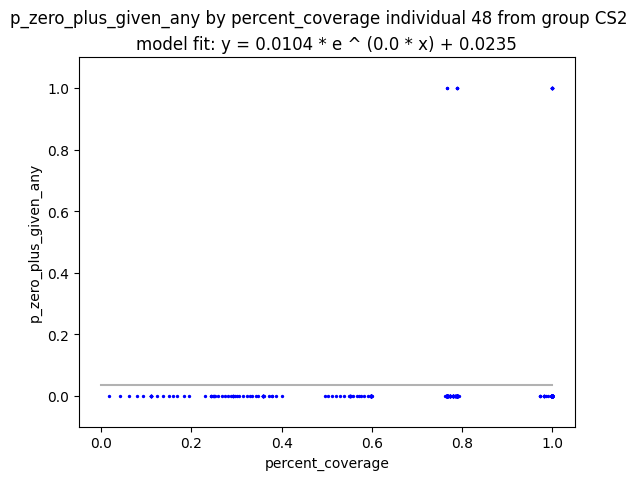 p_zero_plus_given_any by percent_coverage individual 48 from group CS2
model fit: y = 0.0104 * e ^ (0.0 * x) + 0.0235
1.0
0.8
0.6
0.4
0.2
0.0
p_zero_plus_given_any
0.0 0.2 0.4 0.6 0.8 1.0
percent_coverage